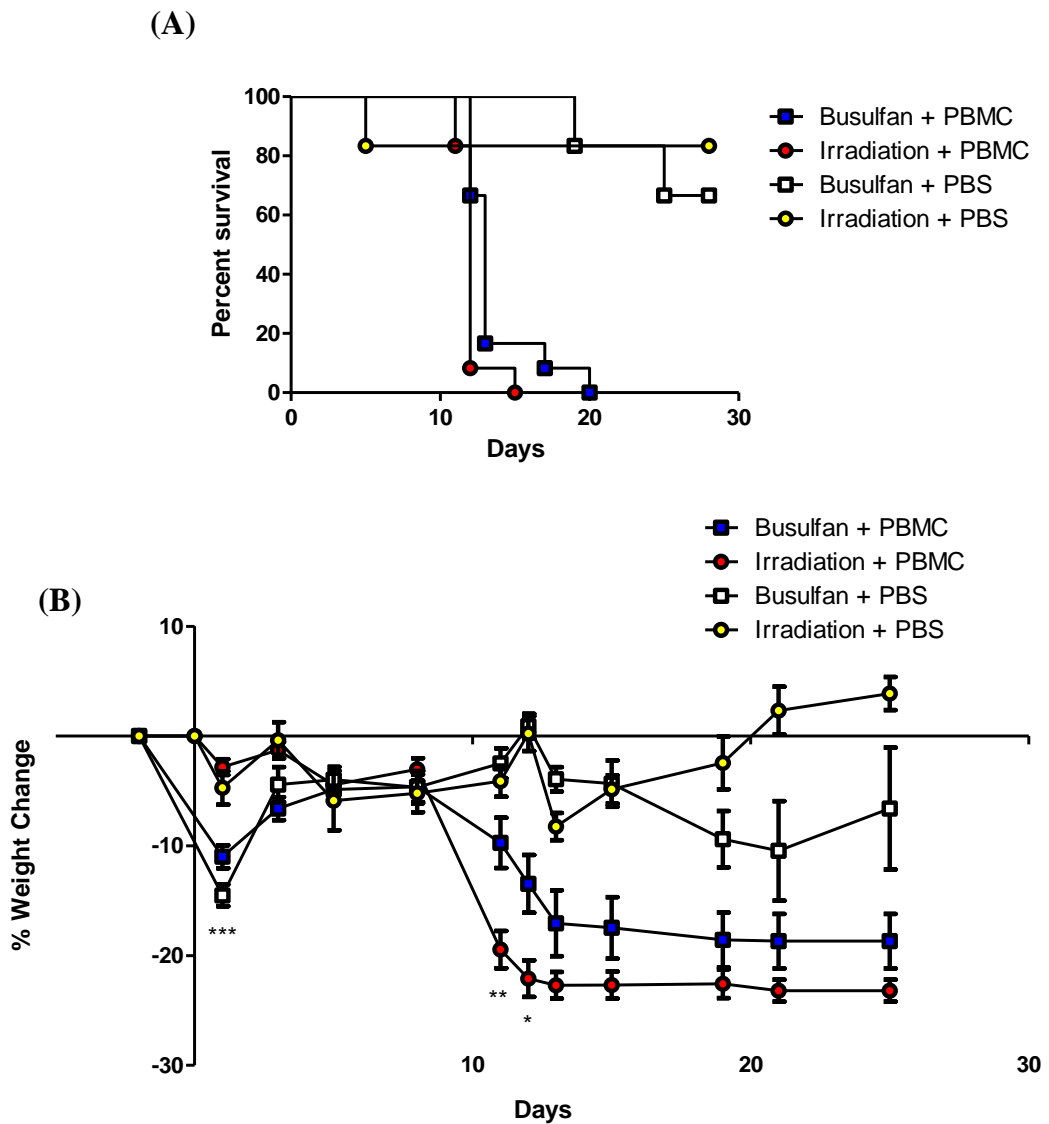 (A)
100
80
60
40
20
0
Percent survival
0 10 20 30
Days
Busulfan + PBMC
Irradiation + PBMC
Busulfan + PBS
Irradiation + PBS
(B)
Busulfan + PBMC
Irradiation + PBMC
Busulfan + PBS
Irradiation + PBS
10
-10
-20
-30
% Weight Change
***
**
*
10 20 30
Days